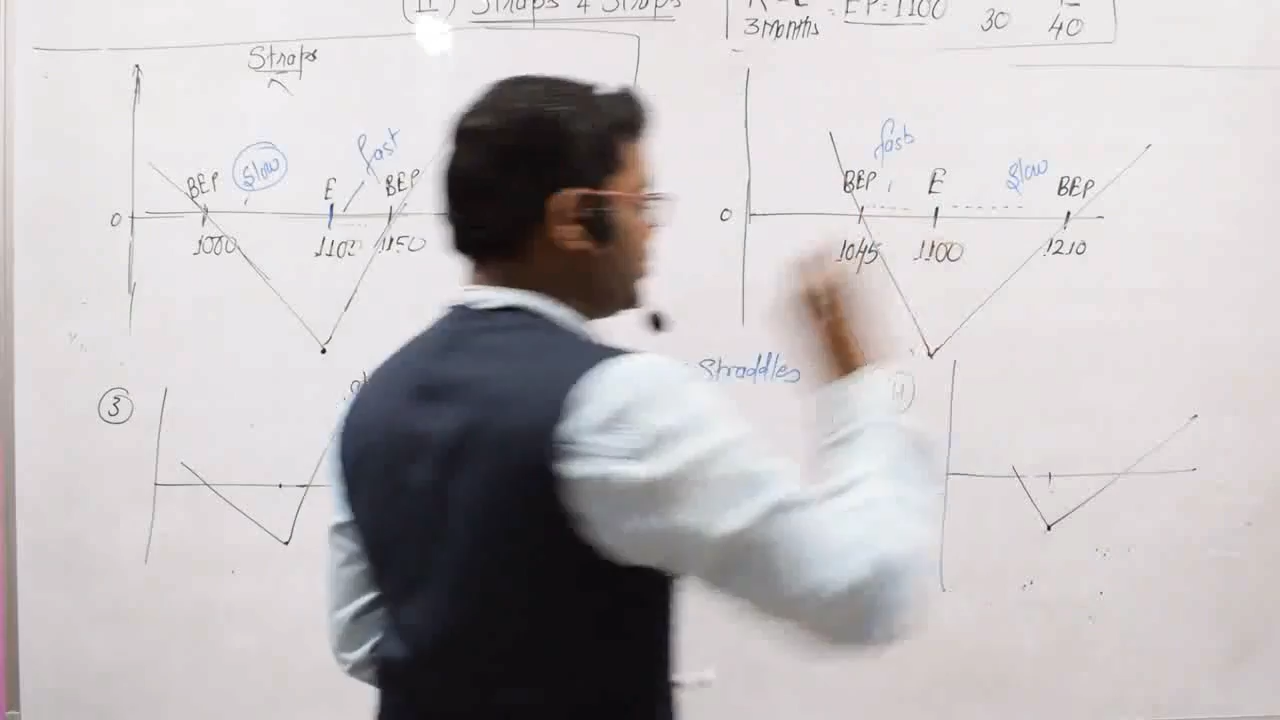 (II) Straps & Strips
3 Months EP = 1100 30 40
Straps
BEP Slow E fast BEP
0
1000 1100 1150
BEP fast E Slow BEP
0
1045 1100 1210
Straddles
3